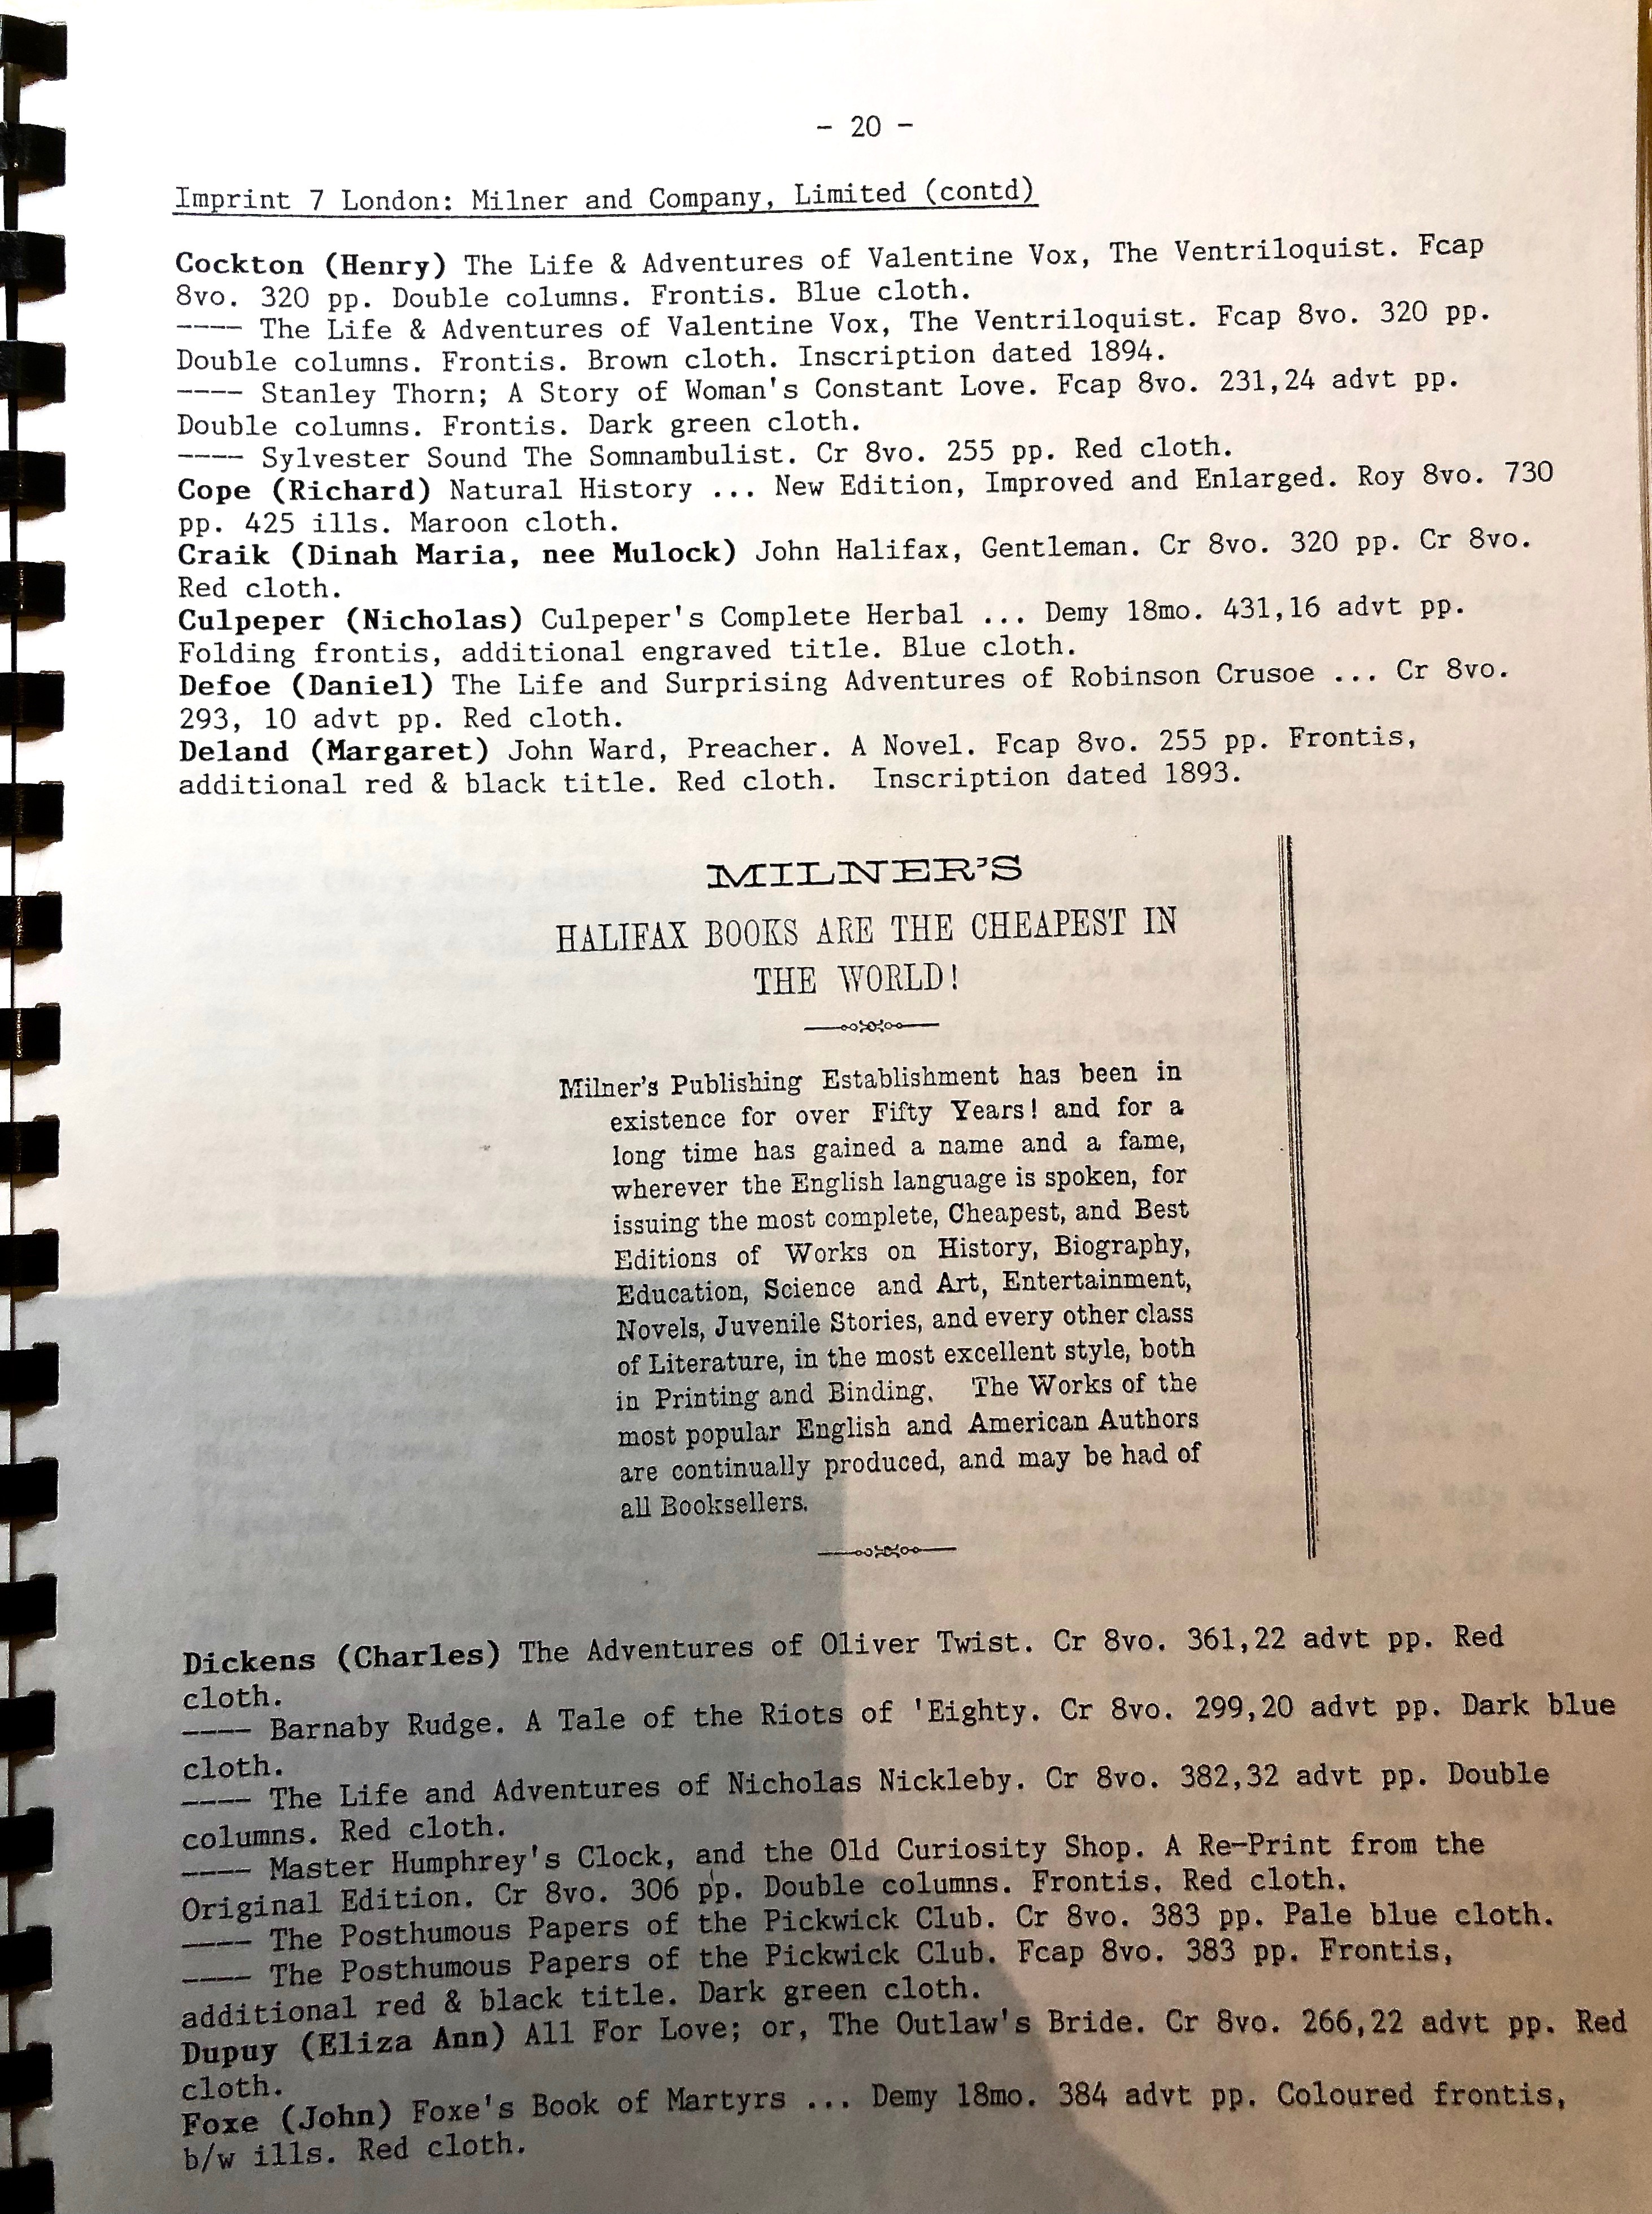 - 20 -
Imprint 7 London: Milner and Company, Limited (contd)
Cockton (Henry) The Life & Adventures of Valentine Vox, The Ventriloquist. Fcap
8vo. 320 pp. Double columns. Frontis. Blue cloth.
---- The Life & Adventures of Valentine Vox, The Ventriloquist. Fcap 8vo. 320 pp.
Double columns. Frontis. Brown cloth. Inscription dated 1894.
---- Stanley Thorn; A Story of Woman's Constant Love. Fcap 8vo. 231,24 advt pp.
Double columns. Frontis. Dark green cloth.
---- Sylvester Sound The Somnambulist. Cr 8vo. 255 pp. Red cloth.
Cope (Richard) Natural History ... New Edition, Improved and Enlarged. Roy 8vo. 730
pp. 425 ills. Maroon cloth.
Craik (Dinah Maria, nee Mulock) John Halifax, Gentleman. Cr 8vo. 320 pp. Cr 8vo.
Red cloth.
Culpeper (Nicholas) Culpeper's Complete Herbal ... Demy 18mo. 431,16 advt pp.
Folding frontis, additional engraved title. Blue cloth.
Defoe (Daniel) The Life and Surprising Adventures of Robinson Crusoe ... Cr 8vo.
293, 10 advt pp. Red cloth.
Deland (Margaret) John Ward, Preacher. A Novel. Fcap 8vo. 255 pp. Frontis,
additional red & black title. Red cloth. Inscription dated 1893.
MILNER'S
HALIFAX BOOKS ARE THE CHEAPEST IN
THE WORLD!
Milner's Publishing Establishment has been in
existence for over Fifty Years! and for a
long time has gained a name and a fame,
wherever the English language is spoken, for
issuing the most complete, Cheapest, and Best
Editions of Works on History, Biography,
Education, Science and Art, Entertainment,
Novels, Juvenile Stories, and every other class
of Literature, in the most excellent style, both
in Printing and Binding. The Works of the
most popular English and American Authors
are continually produced, and may be had of
all Booksellers.
Dickens (Charles) The Adventures of Oliver Twist. Cr 8vo. 361,22 advt pp. Red
cloth.
---- Barnaby Rudge. A Tale of the Riots of 'Eighty. Cr 8vo. 299,20 advt pp. Dark blue
cloth.
---- The Life and Adventures of Nicholas Nickleby. Cr 8vo. 382,32 advt pp. Double
columns. Red cloth.
---- Master Humphrey's Clock, and the Old Curiosity Shop. A Re-Print from the
Original Edition. Cr 8vo. 306 pp. Double columns. Frontis. Red cloth.
---- The Posthumous Papers of the Pickwick Club. Cr 8vo. 383 pp. Pale blue cloth.
---- The Posthumous Papers of the Pickwick Club. Fcap 8vo. 383 pp. Frontis,
additional red & black title. Dark green cloth.
Dupuy (Eliza Ann) All For Love; or, The Outlaw's Bride. Cr 8vo. 266,22 advt pp. Red
cloth.
Foxe (John) Foxe's Book of Martyrs ... Demy 18mo. 384 advt pp. Coloured frontis,
b/w ills. Red cloth.